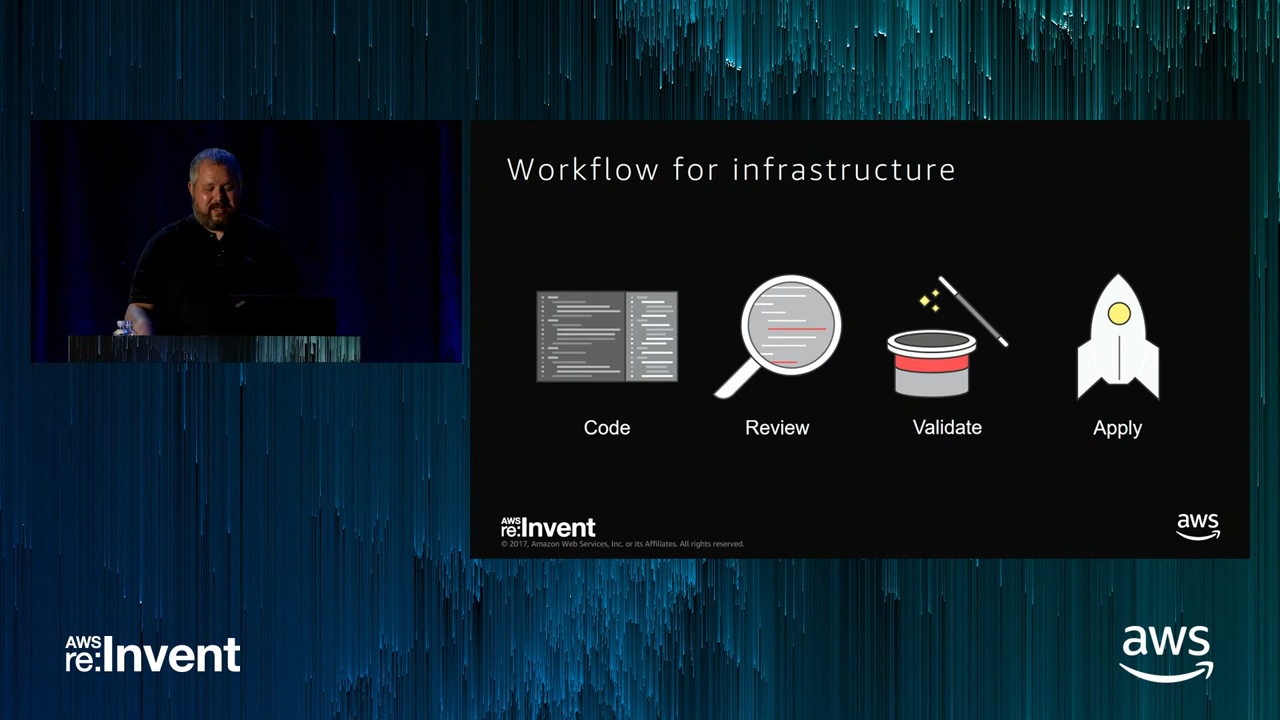 Workflow for infrastructure
Code
Review
Validate
Apply
AWS
re:Invent
© 2017, Amazon Web Services, Inc. or its Affiliates. All rights reserved.
aws
AWS
re:Invent
aws